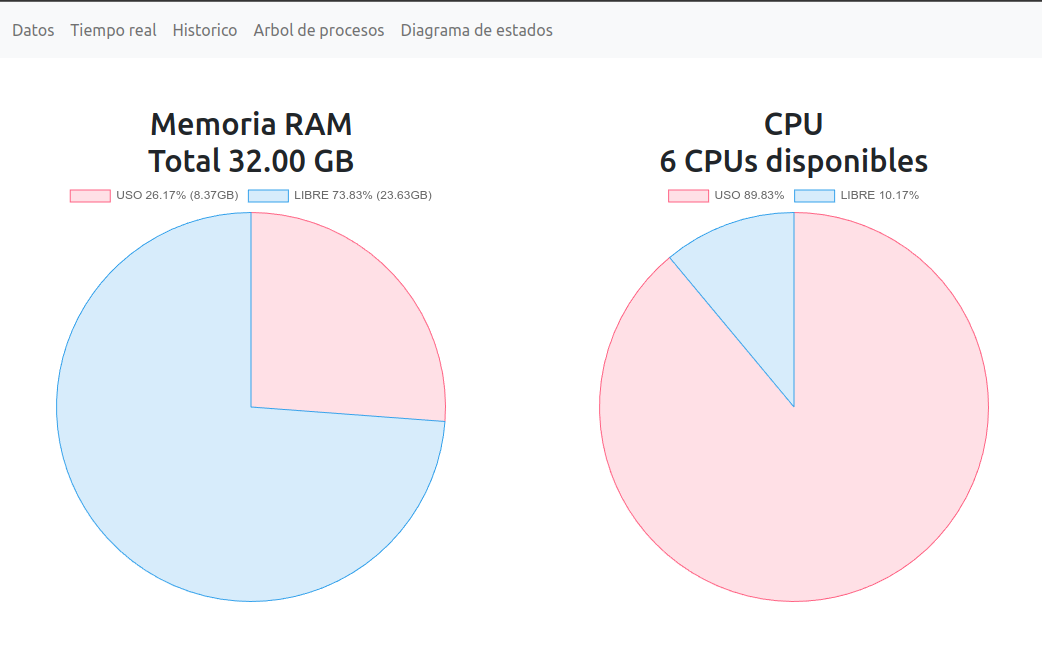 Datos Tiempo real Historico Arbol de procesos Diagrama de estados
Memoria RAM
Total 32.00 GB
USO 26.17% (8.37GB) LIBRE 73.83% (23.63GB)
CPU
6 CPUs disponibles
USO 89.83% LIBRE 10.17%